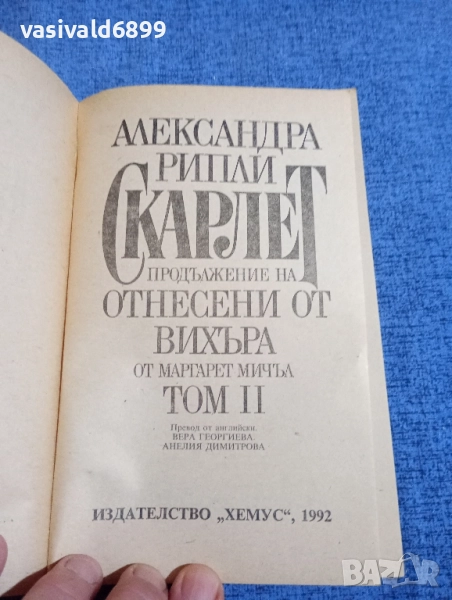 vasivald6899
АЛЕКСАНДРА
РИПЛИ
СКАРЛЕТ
ПРОДЪЛЖЕНИЕ НА
ОТНЕСЕНИ ОТ
ВИХЪРА
ОТ МАРГАРЕТ МИЧЪЛ
ТОМ II
Превод от английски:
ВЕРА ГЕОРГИЕВА,
АНЕЛИЯ ДИМИТРОВА
ИЗДАТЕЛСТВО „ХЕМУС“, 1992
BAZAR